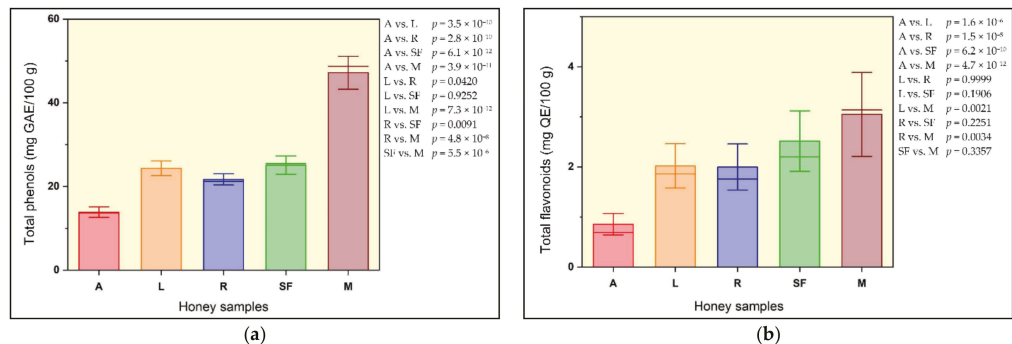 60
40
20
0
Total phenols (mg GAE/100 g)
A L R SF M
Honey samples
A vs. L p = 3.5 × 10⁻¹⁰
A vs. R p = 2.8 × 10⁻¹⁰
A vs. SF p = 6.1 × 10⁻¹²
A vs. M p = 3.9 × 10⁻¹¹
L vs. R p = 0.0420
L vs. SF p = 0.9252
L vs. M p = 7.3 × 10⁻¹²
R vs. SF p = 0.0091
R vs. M p = 4.8 × 10⁻⁸
SF vs. M p = 5.5 × 10⁻⁶
(a)
4
2
0
Total flavonoids (mg QE/100 g)
A L R SF M
Honey samples
A vs. L p = 1.6 × 10⁻⁶
A vs. R p = 1.5 × 10⁻⁸
A vs. SF p = 6.2 × 10⁻¹⁰
A vs. M p = 4.7 × 10⁻¹²
L vs. R p = 0.9999
L vs. SF p = 0.1906
L vs. M p = 0.0021
R vs. SF p = 0.2251
R vs. M p = 0.0034
SF vs. M p = 0.3357
(b)